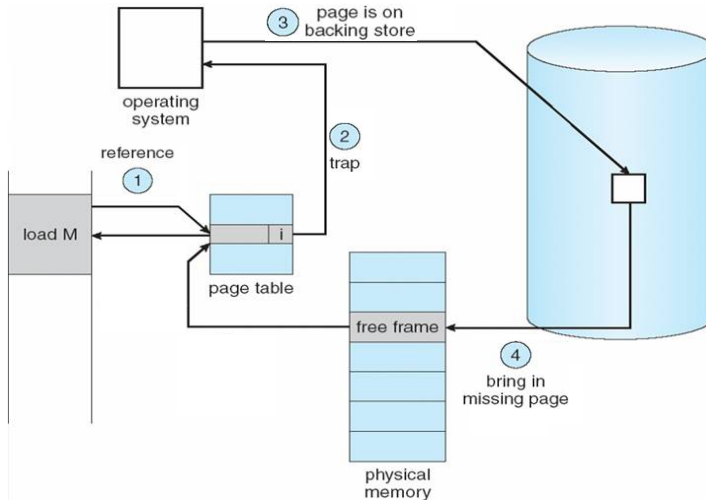 3
page is on
backing store
operating
system
2
trap
reference
1
load M
i
page table
free frame
4
bring in
missing page
physical
memory